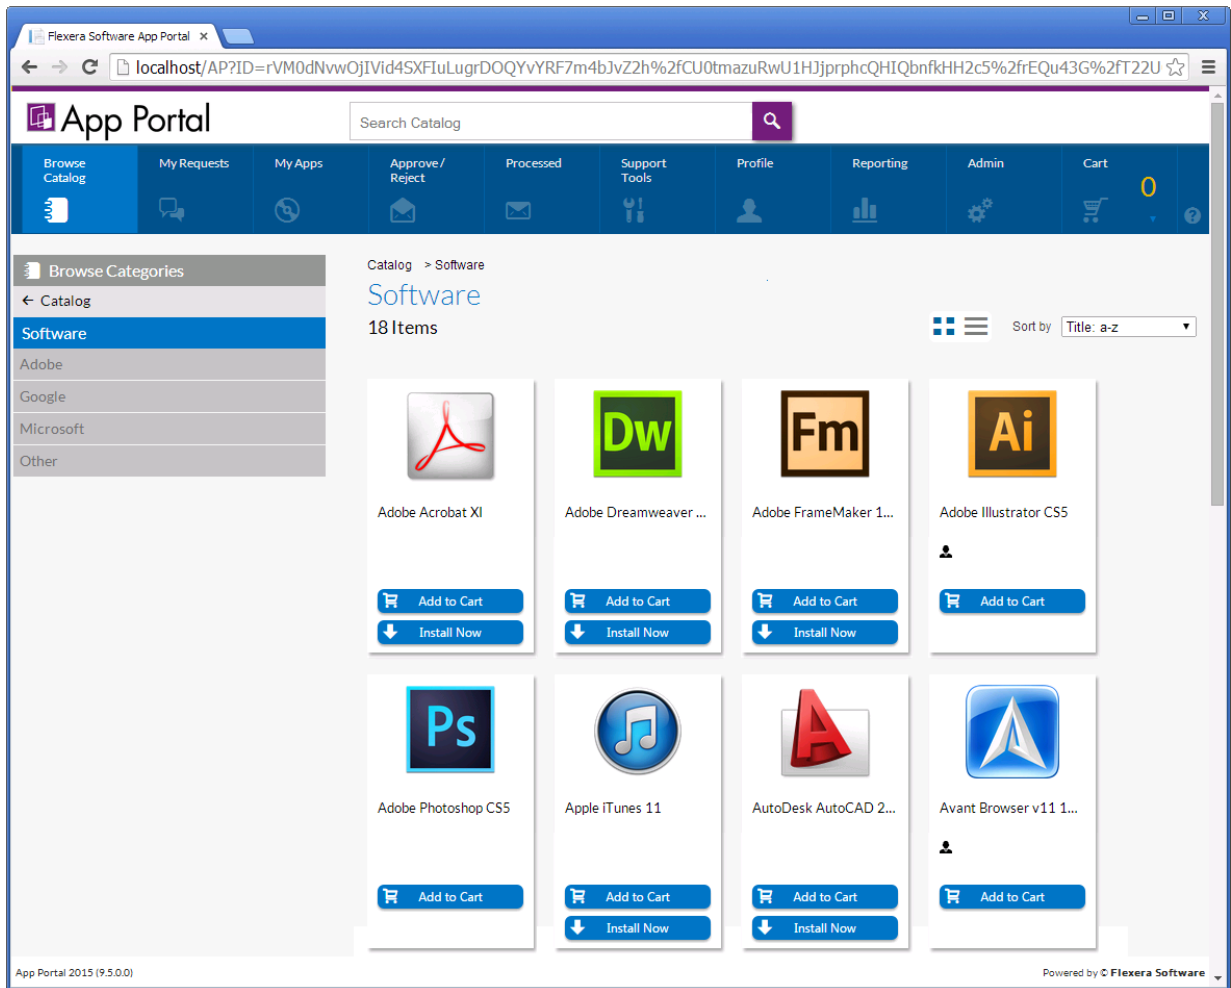 Flexera Software App Portal
localhost/AP?ID=rVM0dNvwOjIVid4SXFIuLugrDOQYvYRF7m4bJvZ2h%2fCU0tmazuRwU1HJjprphcQHIQbnfkHH2c5%2frEQu43G%2fT22U
App Portal
Search Catalog
Browse Catalog
My Requests
My Apps
Approve / Reject
Processed
Support Tools
Profile
Reporting
Admin
Cart
0
Browse Categories
Catalog
Software
Adobe
Google
Microsoft
Other
Catalog > Software
Software
18 Items
Sort by Title: a-z
Dw
Fm
Ai
Adobe Acrobat XI
Adobe Dreamweaver ...
Adobe FrameMaker 1...
Adobe Illustrator CS5
Add to Cart
Add to Cart
Add to Cart
Add to Cart
Install Now
Install Now
Install Now
Ps
Adobe Photoshop CS5
Apple iTunes 11
AutoDesk AutoCAD 2...
Avant Browser v11 1...
Add to Cart
Add to Cart
Add to Cart
Add to Cart
Install Now
Install Now
App Portal 2015 (9.5.0.0)
Powered by © Flexera Software